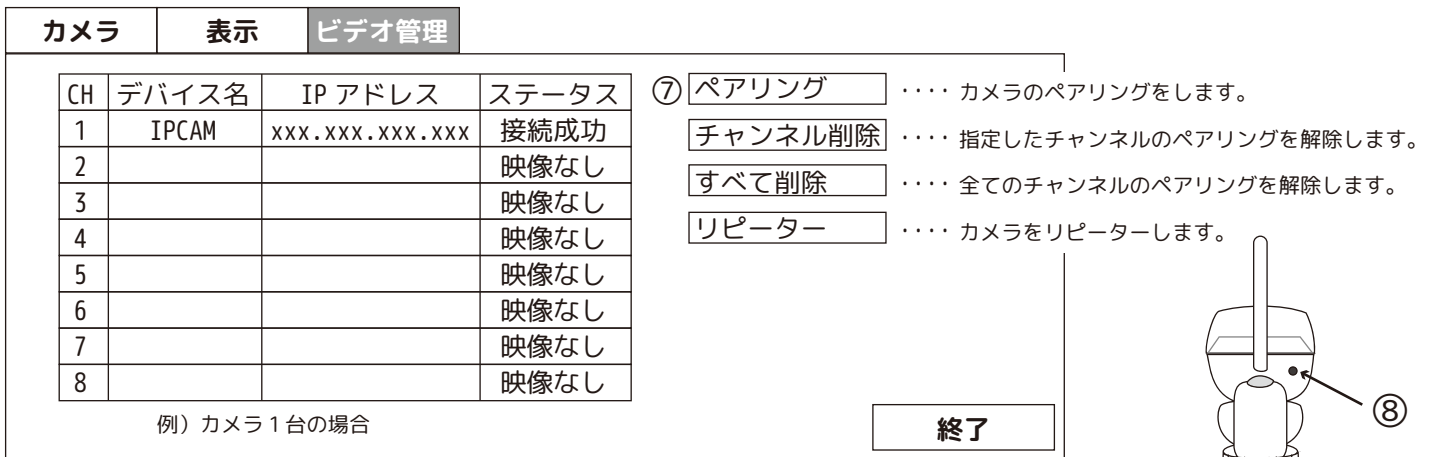 カメラ 表示 ビデオ管理
CH デバイス名 IP アドレス ステータス
1 IPCAM xxx.xxx.xxx.xxx 接続成功
2 映像なし
3 映像なし
4 映像なし
5 映像なし
6 映像なし
7 映像なし
8 映像なし
例）カメラ１台の場合
⑦ ペアリング ････ カメラのペアリングをします。
チャンネル削除 ････ 指定したチャンネルのペアリングを解除します。
すべて削除 ････ 全てのチャンネルのペアリングを解除します。
リピーター ････ カメラをリピーターします。
終了
⑧